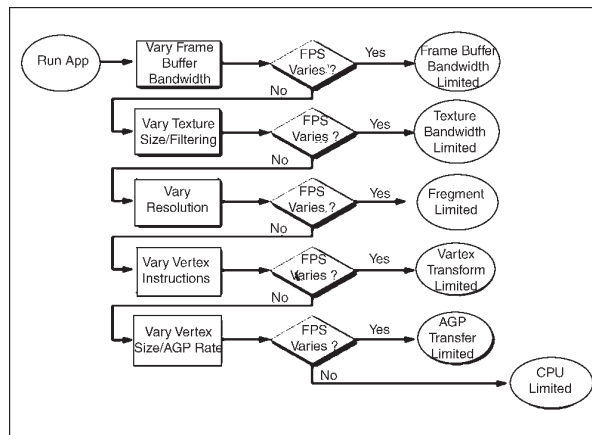 Run App
Vary Frame
Buffer
Bandwidth
FPS
Varies ?
Yes
Frame Buffer
Bandwidth
Limited
No
Vary Texture
Size/Filtering
FPS
Varies ?
Yes
Texture
Bandwidth
Limited
No
Vary
Resolution
FPS
Varies ?
Yes
Fregment
Limited
No
Vary Vertex
Instructions
FPS
Varies ?
Yes
Vartex
Transform
Limited
No
Vary Vertex
Size/AGP Rate
FPS
Varies ?
Yes
AGP
Transfer
Limited
No
CPU
Limited